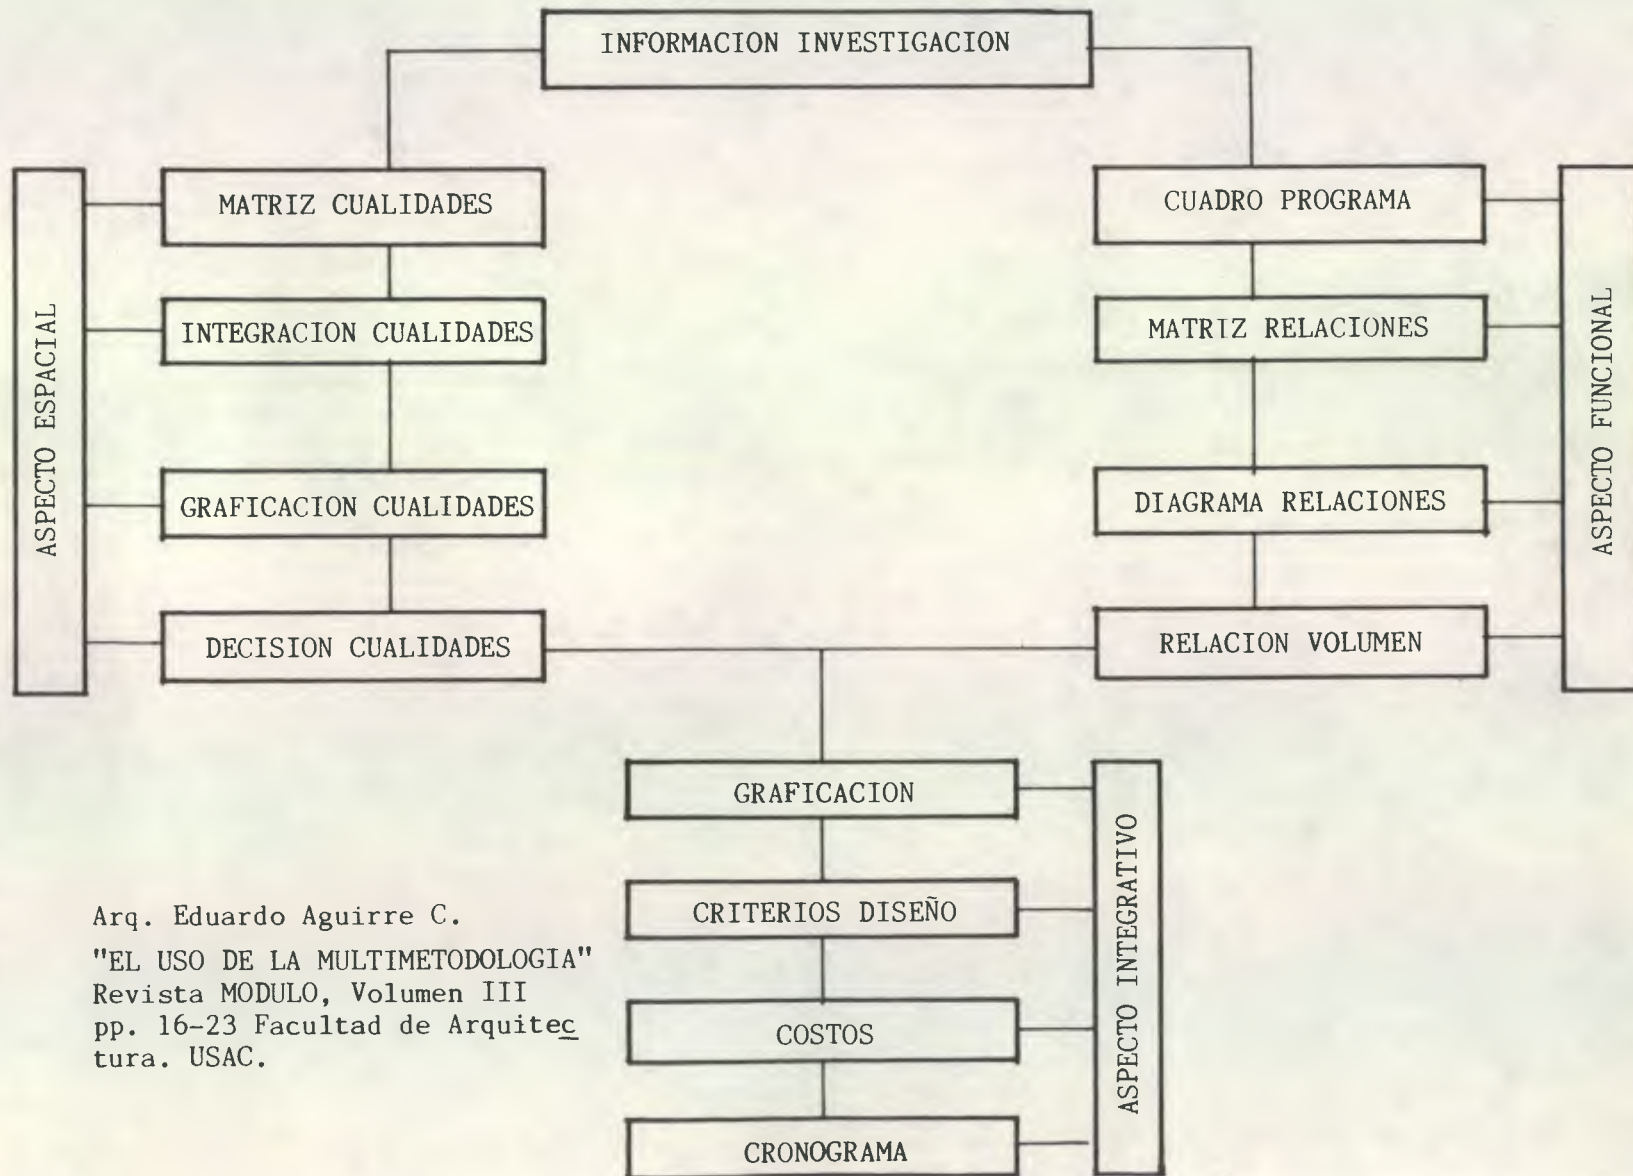 INFORMACION INVESTIGACION
MATRIZ CUALIDADES
INTEGRACION CUALIDADES
GRAFICACION CUALIDADES
DECISION CUALIDADES
ASPECTO ESPACIAL
CUADRO PROGRAMA
MATRIZ RELACIONES
DIAGRAMA RELACIONES
RELACION VOLUMEN
ASPECTO FUNCIONAL
GRAFICACION
CRITERIOS DISEÑO
COSTOS
CRONOGRAMA
ASPECTO INTEGRATIVO
Arq. Eduardo Aguirre C.
"EL USO DE LA MULTIMETODOLOGIA"
Revista MODULO, Volumen III
pp. 16-23 Facultad de Arquitec
tura. USAC.